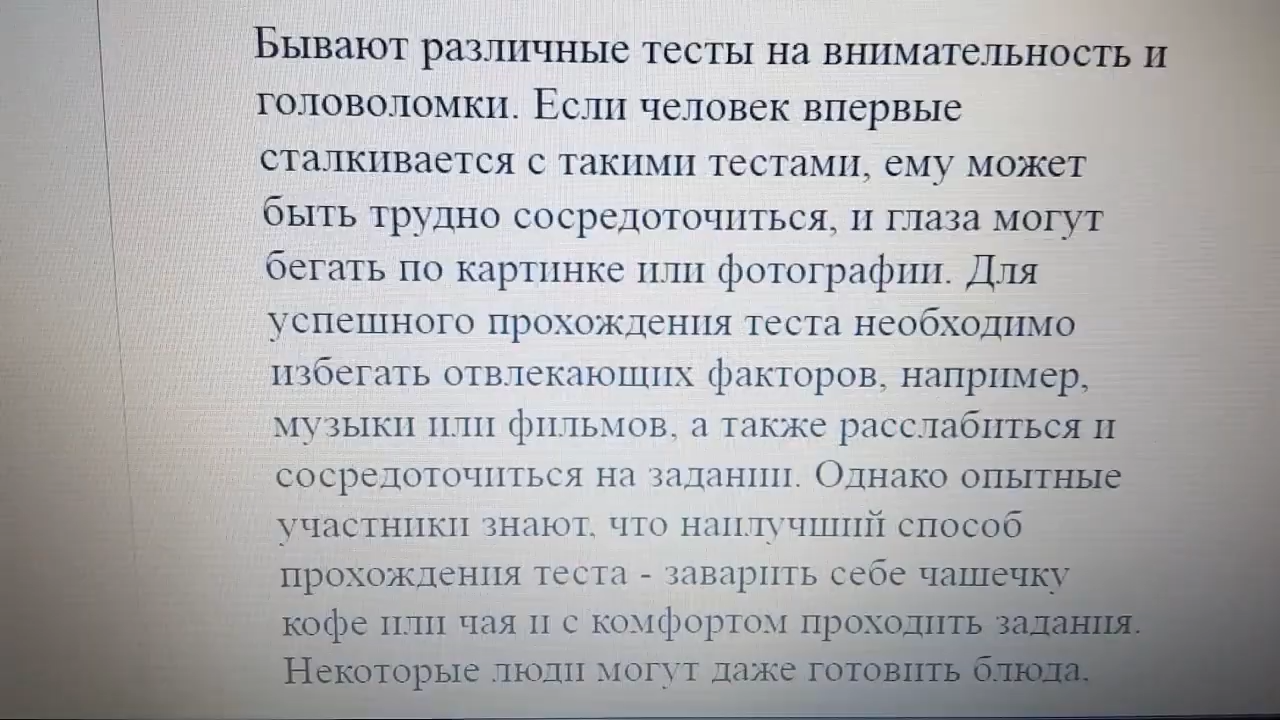 Бывают различные тесты на внимательность и
головоломки. Если человек впервые
сталкивается с такими тестами, ему может
быть трудно сосредоточиться, и глаза могут
бегать по картинке или фотографии. Для
успешного прохождения теста необходимо
избегать отвлекающих факторов, например,
музыки или фильмов, а также расслабиться и
сосредоточиться на задании. Однако опытные
участники знают, что наилучший способ
прохождения теста - заварить себе чашечку
кофе или чая и с комфортом проходить задания.
Некоторые люди могут даже готовить блюда,